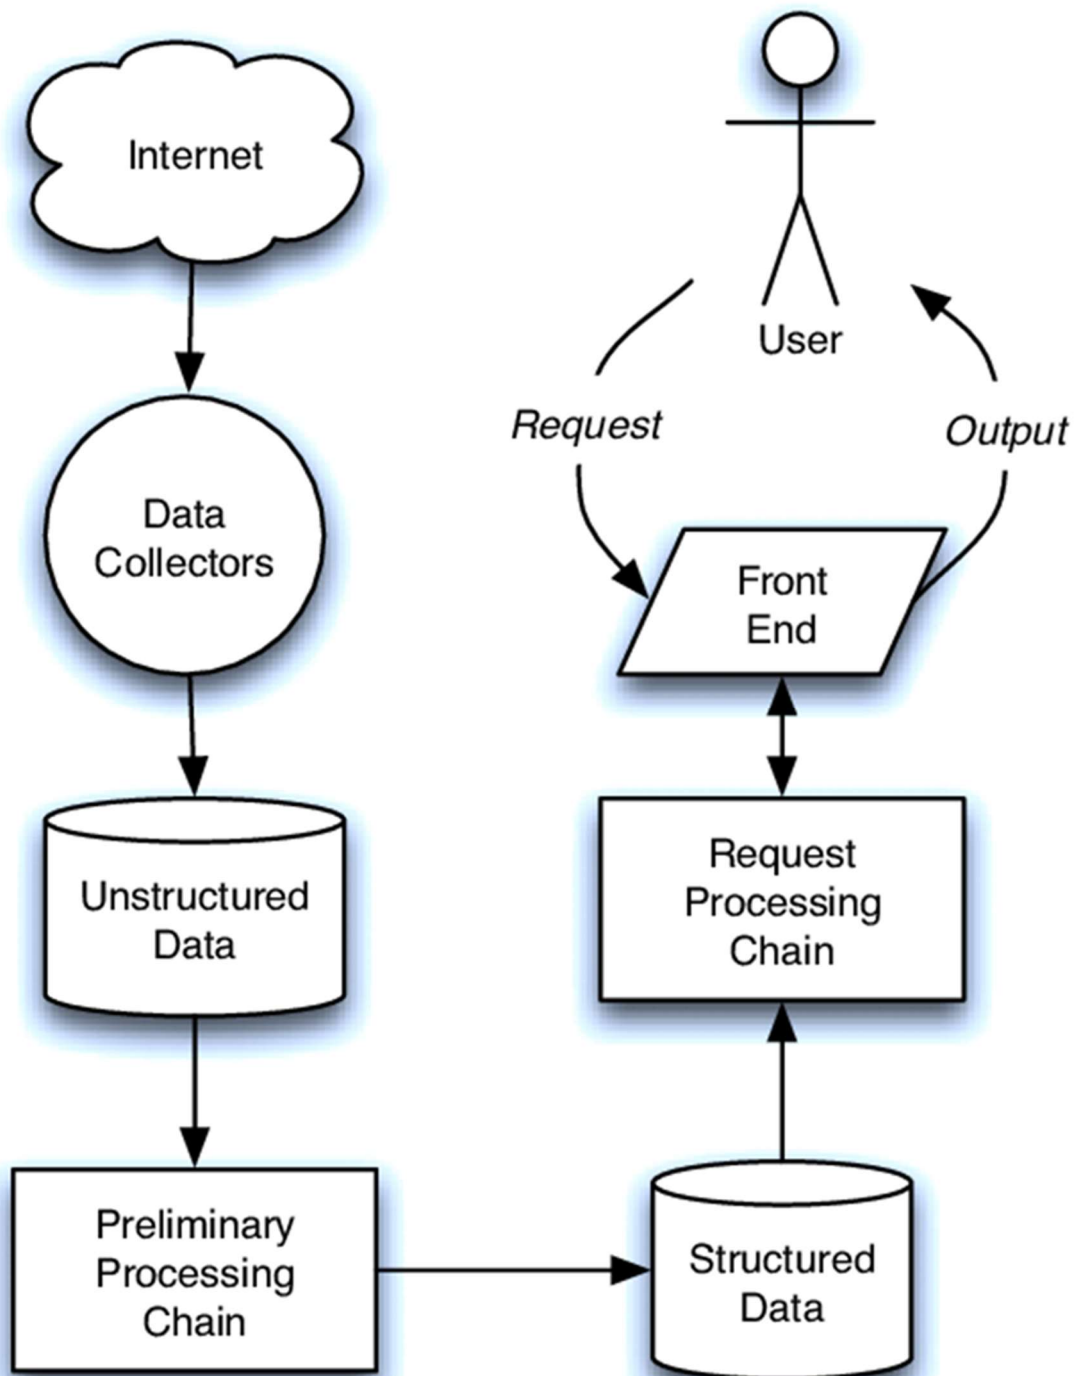 Internet
Data
Collectors
Unstructured
Data
Preliminary
Processing
Chain
User
Request
Output
Front
End
Request
Processing
Chain
Structured
Data